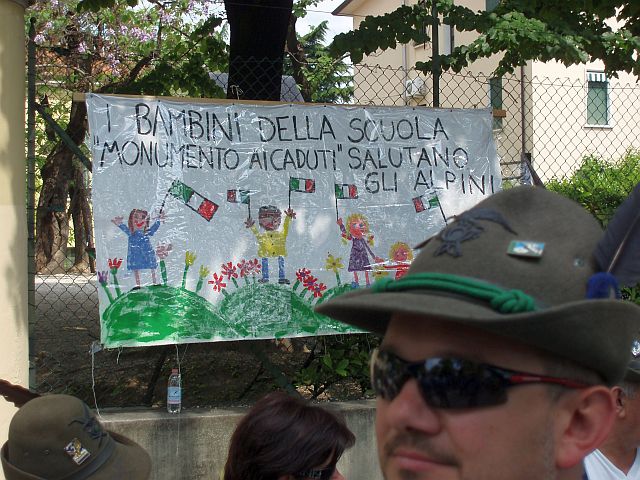 I BAMBINI DELLA SCUOLA
"MONUMENTO AI CADUTI" SALUTANO
GLI ALPINI